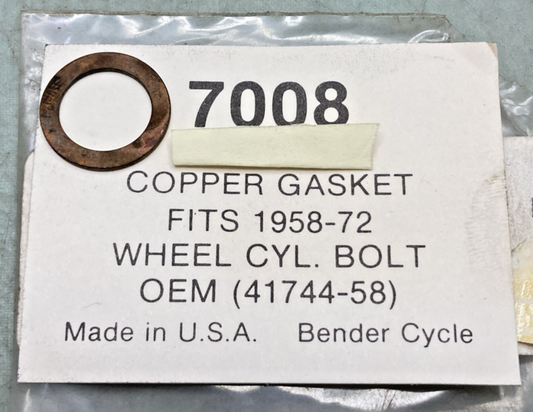 7008
COPPER GASKET
FITS 1958-72
WHEEL CYL. BOLT
OEM (41744-58)
Made in U.S.A. Bender Cycle